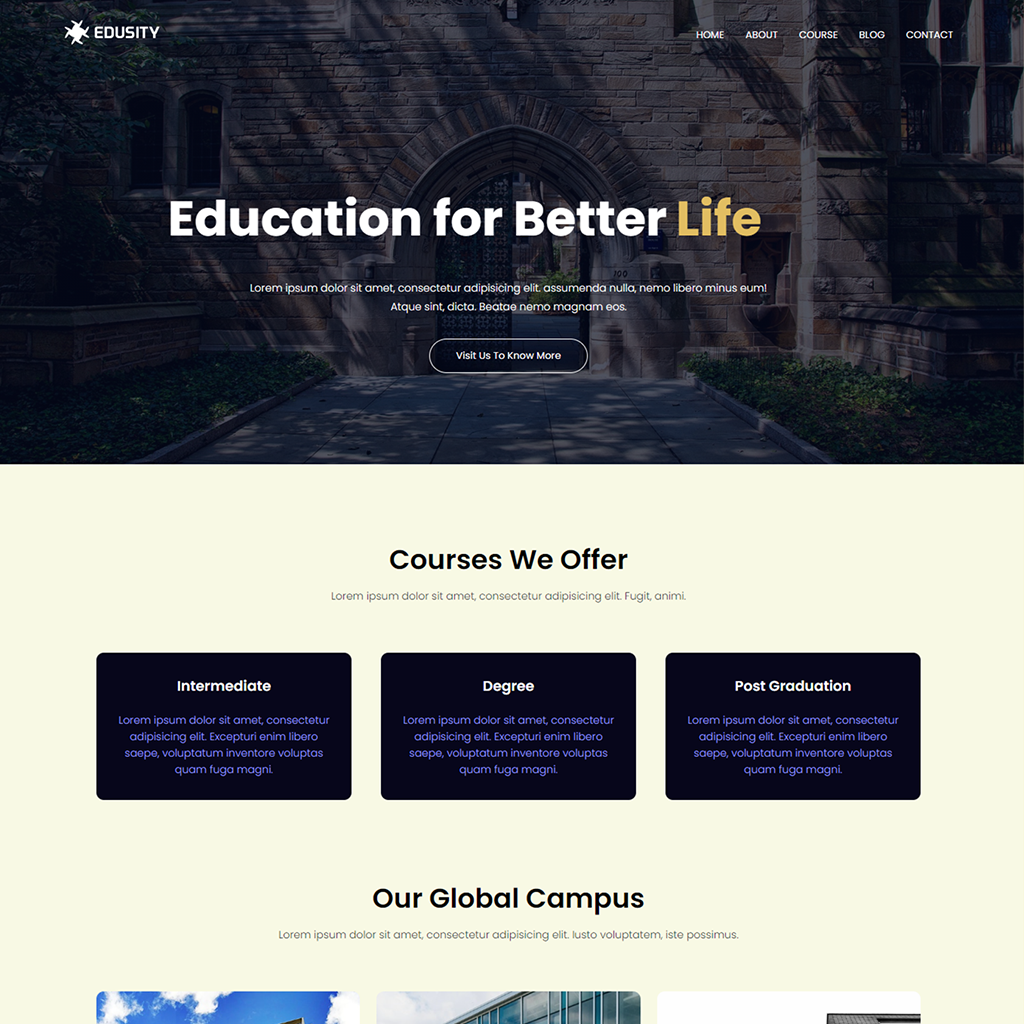 EDUSITY
HOME ABOUT COURSE BLOG CONTACT
Education for Better Life
100
Lorem ipsum dolor sit amet, consectetur adipisicing elit. assumenda nulla, nemo libero minus eum!
Atque sint, dicta. Beatae nemo magnam eos.
Visit Us To Know More
Courses We Offer
Lorem ipsum dolor sit amet, consectetur adipisicing elit. Fugit, animi.
Intermediate
Lorem ipsum dolor sit amet, consectetur
adipisicing elit. Excepturi enim libero
saepe, voluptatum inventore voluptas
quam fuga magni.
Degree
Lorem ipsum dolor sit amet, consectetur
adipisicing elit. Excepturi enim libero
saepe, voluptatum inventore voluptas
quam fuga magni.
Post Graduation
Lorem ipsum dolor sit amet, consectetur
adipisicing elit. Excepturi enim libero
saepe, voluptatum inventore voluptas
quam fuga magni.
Our Global Campus
Lorem ipsum dolor sit amet, consectetur adipisicing elit. Iusto voluptatem, iste possimus.